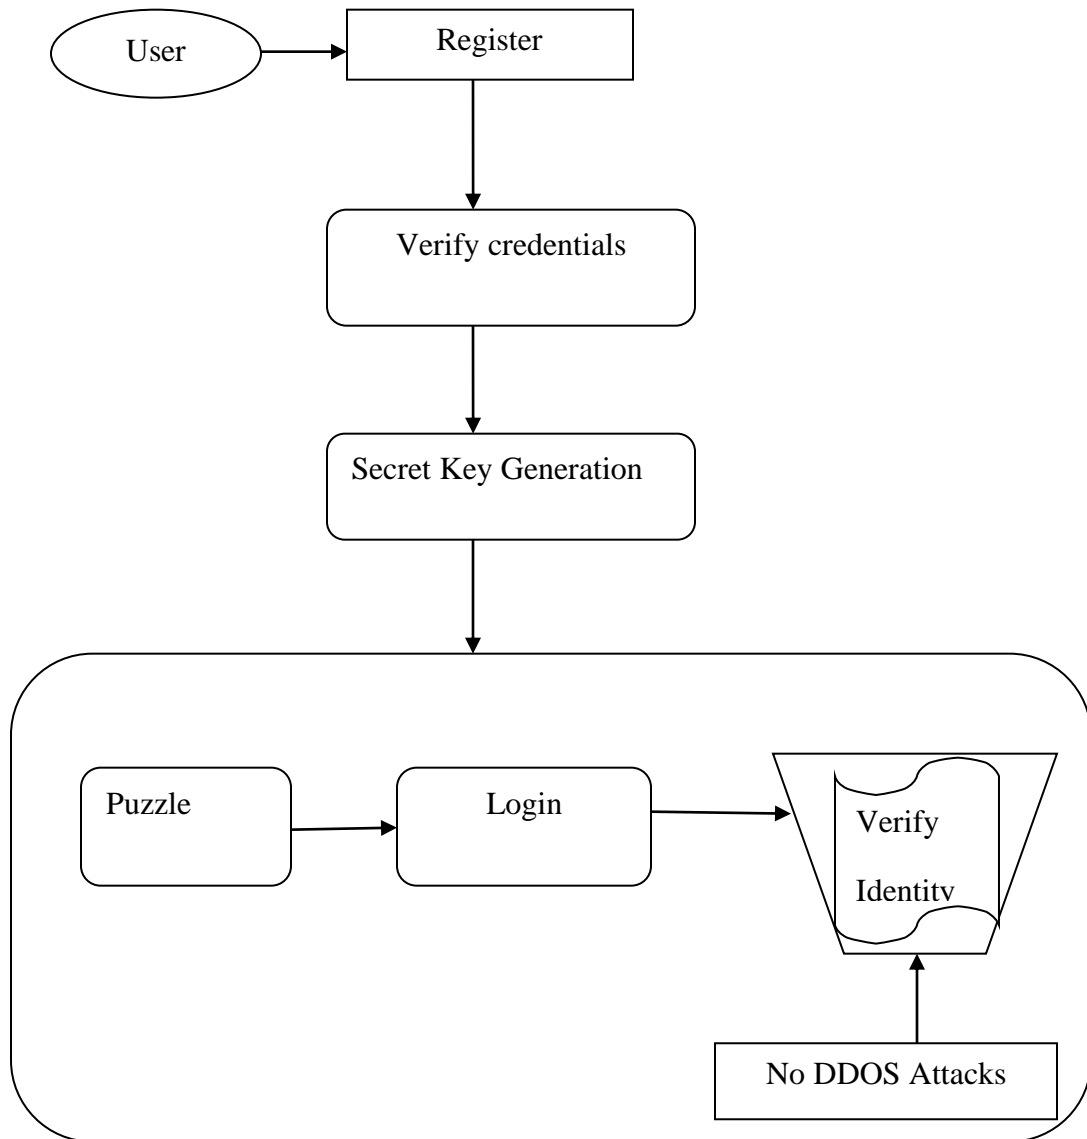 User
Register
Verify credentials
Secret Key Generation
Puzzle
Login
Verify
Identity
No DDOS Attacks